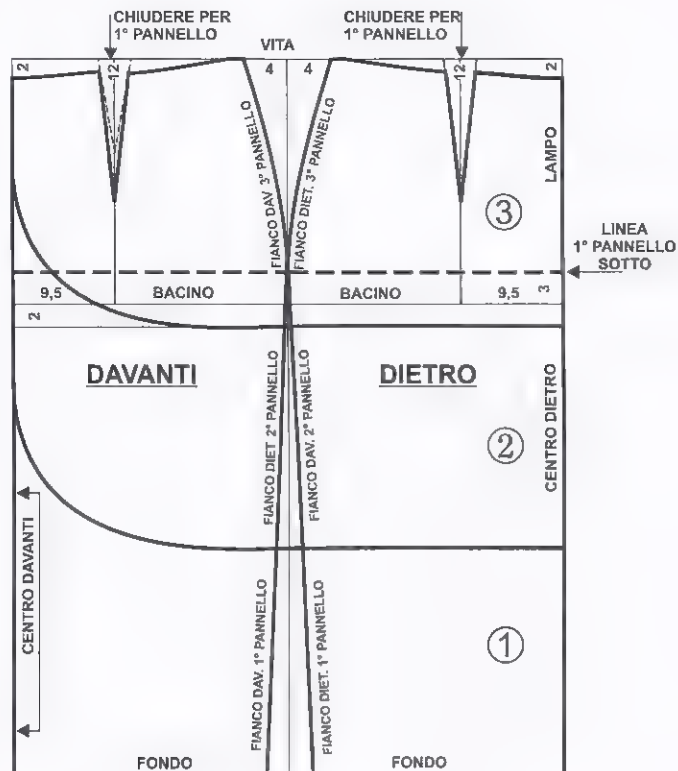 CHIUDERE PER
1° PANNELLO
CHIUDERE PER
1° PANNELLO
VITA
2
12
4
4
12
2
FIANCO DAV. 3° PANNELLO
FIANCO DIET. 3° PANNELLO
LAMPO
3
LINEA
1° PANNELLO
SOTTO
9,5
BACINO
BACINO
9,5
3
2
DAVANTI
DIETRO
FIANCO DIET. 2° PANNELLO
FIANCO DAV. 2° PANNELLO
CENTRO DIETRO
2
CENTRO DAVANTI
FIANCO DAV. 1° PANNELLO
FIANCO DIET. 1° PANNELLO
1
FONDO
FONDO